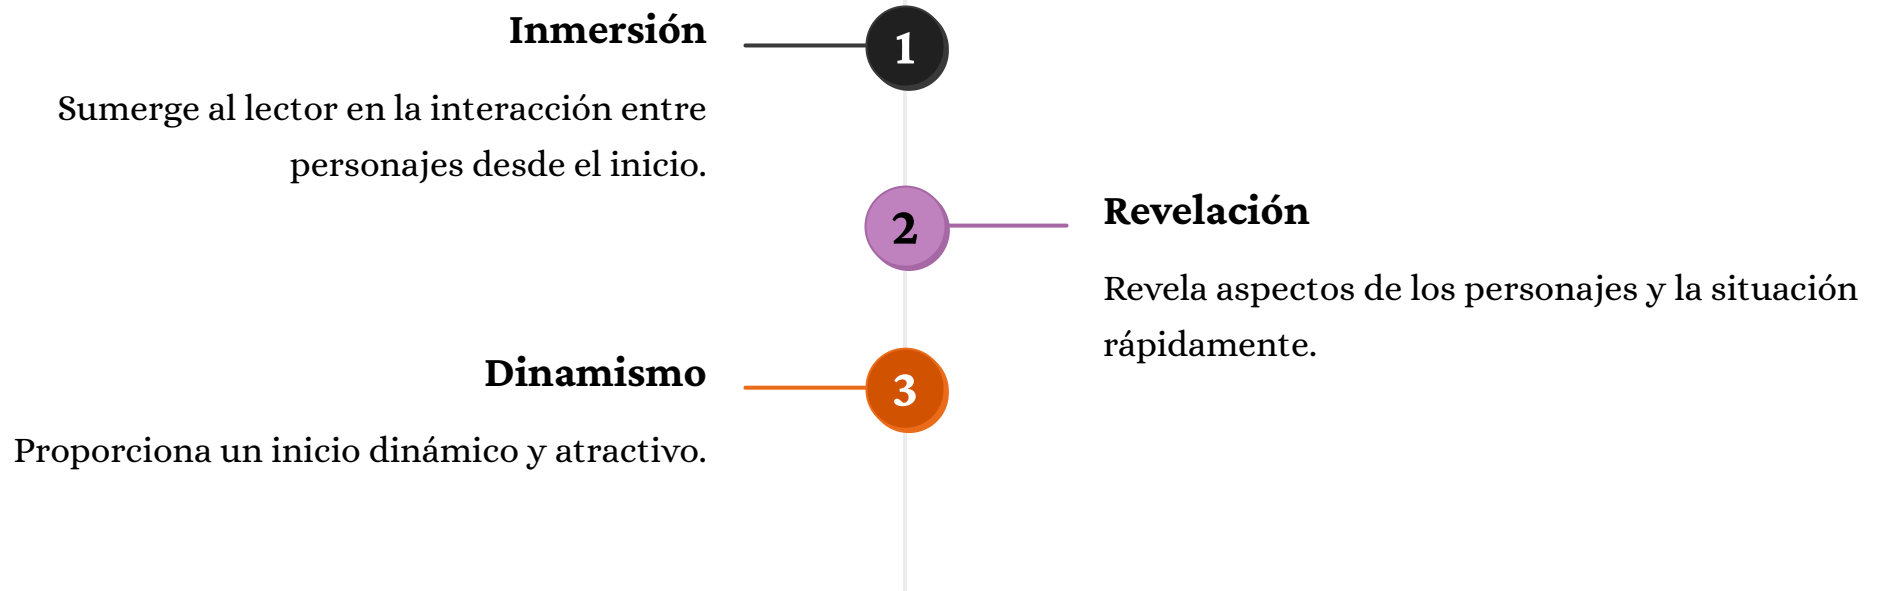 Inmersión
1
Sumerge al lector en la interacción entre
personajes desde el inicio.
2
Revelación
Revela aspectos de los personajes y la situación
rápidamente.
Dinamismo
3
Proporciona un inicio dinámico y atractivo.